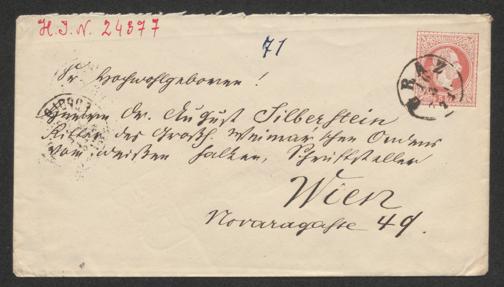 H. I. N. 24377
71
GRAZ
Sr. Hochwohlgeboren!
Herrn Dr. August Silberstein
Ritter des Großh. Weimar'schen Ordens
vom weißen Falken, Schriftsteller
Wien
Novaragasse 49.